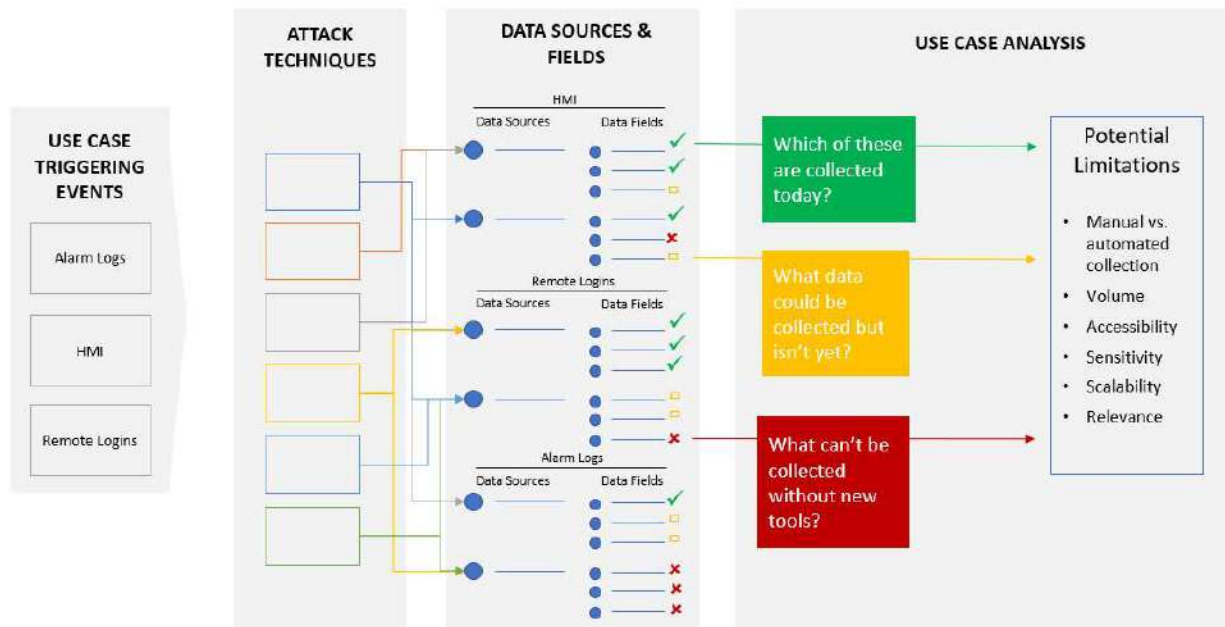 USE CASE
TRIGGERING
EVENTS
Alarm Logs
HMI
Remote Logins
ATTACK
TECHNIQUES
DATA SOURCES &
FIELDS
HMI
Data Sources
Data Fields
Remote Logins
Data Sources
Data Fields
Alarm Logs
Data Sources
Data Fields
USE CASE ANALYSIS
Which of these
are collected
today?
What data
could be
collected but
isn't yet?
What can't be
collected
without new
tools?
Potential
Limitations
• Manual vs.
automated
collection
• Volume
• Accessibility
• Sensitivity
• Scalability
• Relevance